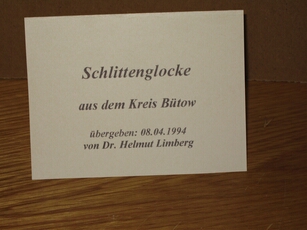 Schlittenglocke
aus dem Kreis Bütow
übergeben: 08.04.1994
von Dr. Helmut Limberg